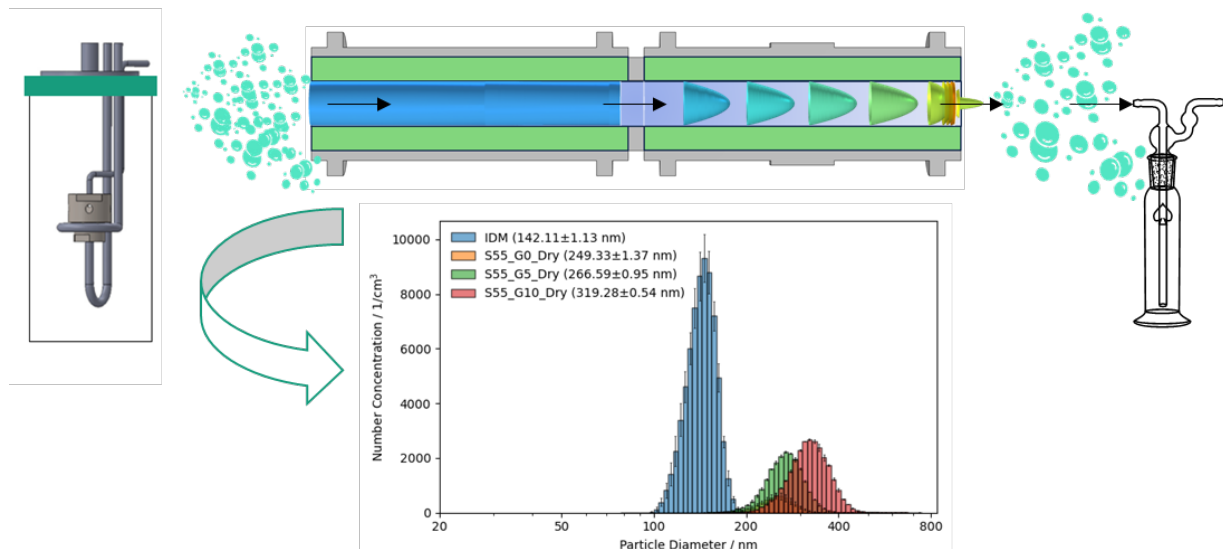 10000
8000
6000
4000
2000
0
Number Concentration / 1/cm³
IDM (142.11±1.13 nm)
S55_G0_Dry (249.33±1.37 nm)
S55_G5_Dry (266.59±0.95 nm)
S55_G10_Dry (319.28±0.54 nm)
20 50 100 200 400 800
Particle Diameter / nm